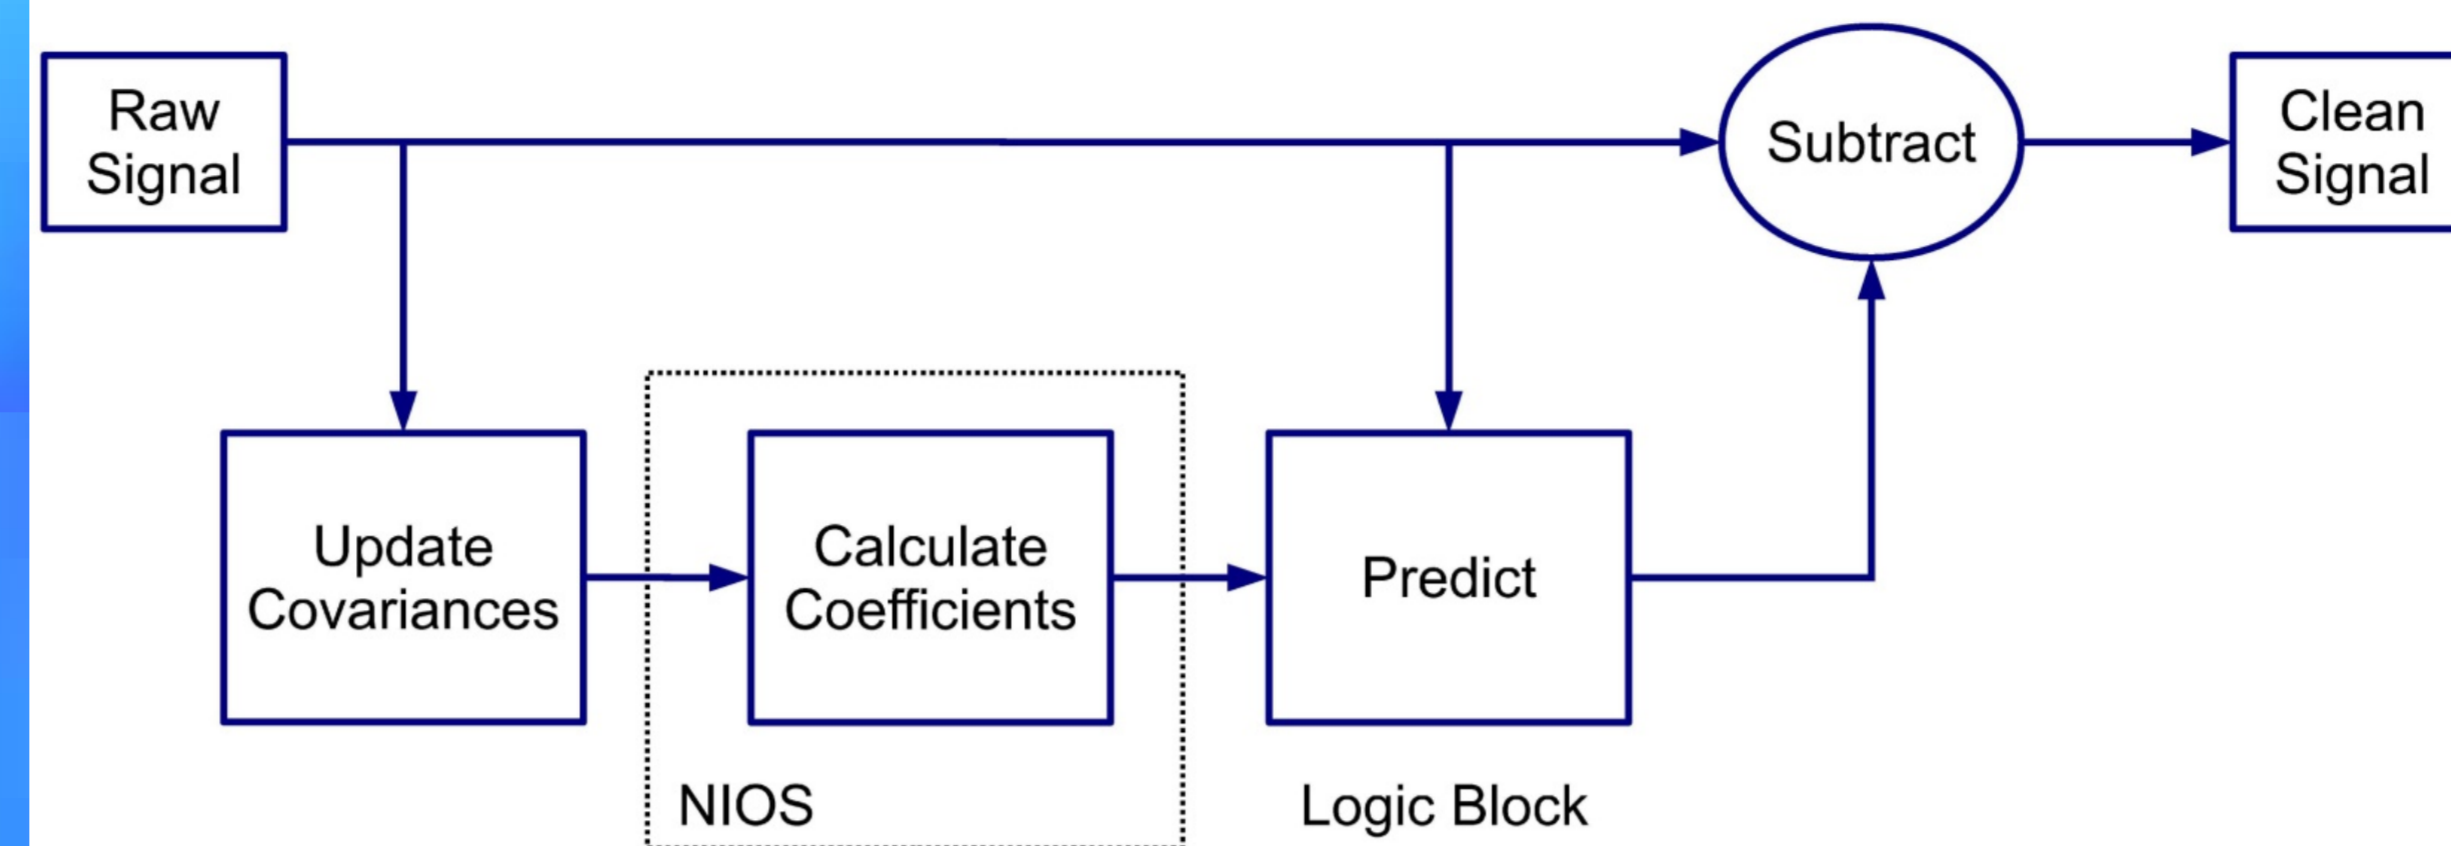 Raw
Signal
Subtract
Clean
Signal
Update
Covariances
Calculate
Coefficients
Predict
NIOS
Logic Block